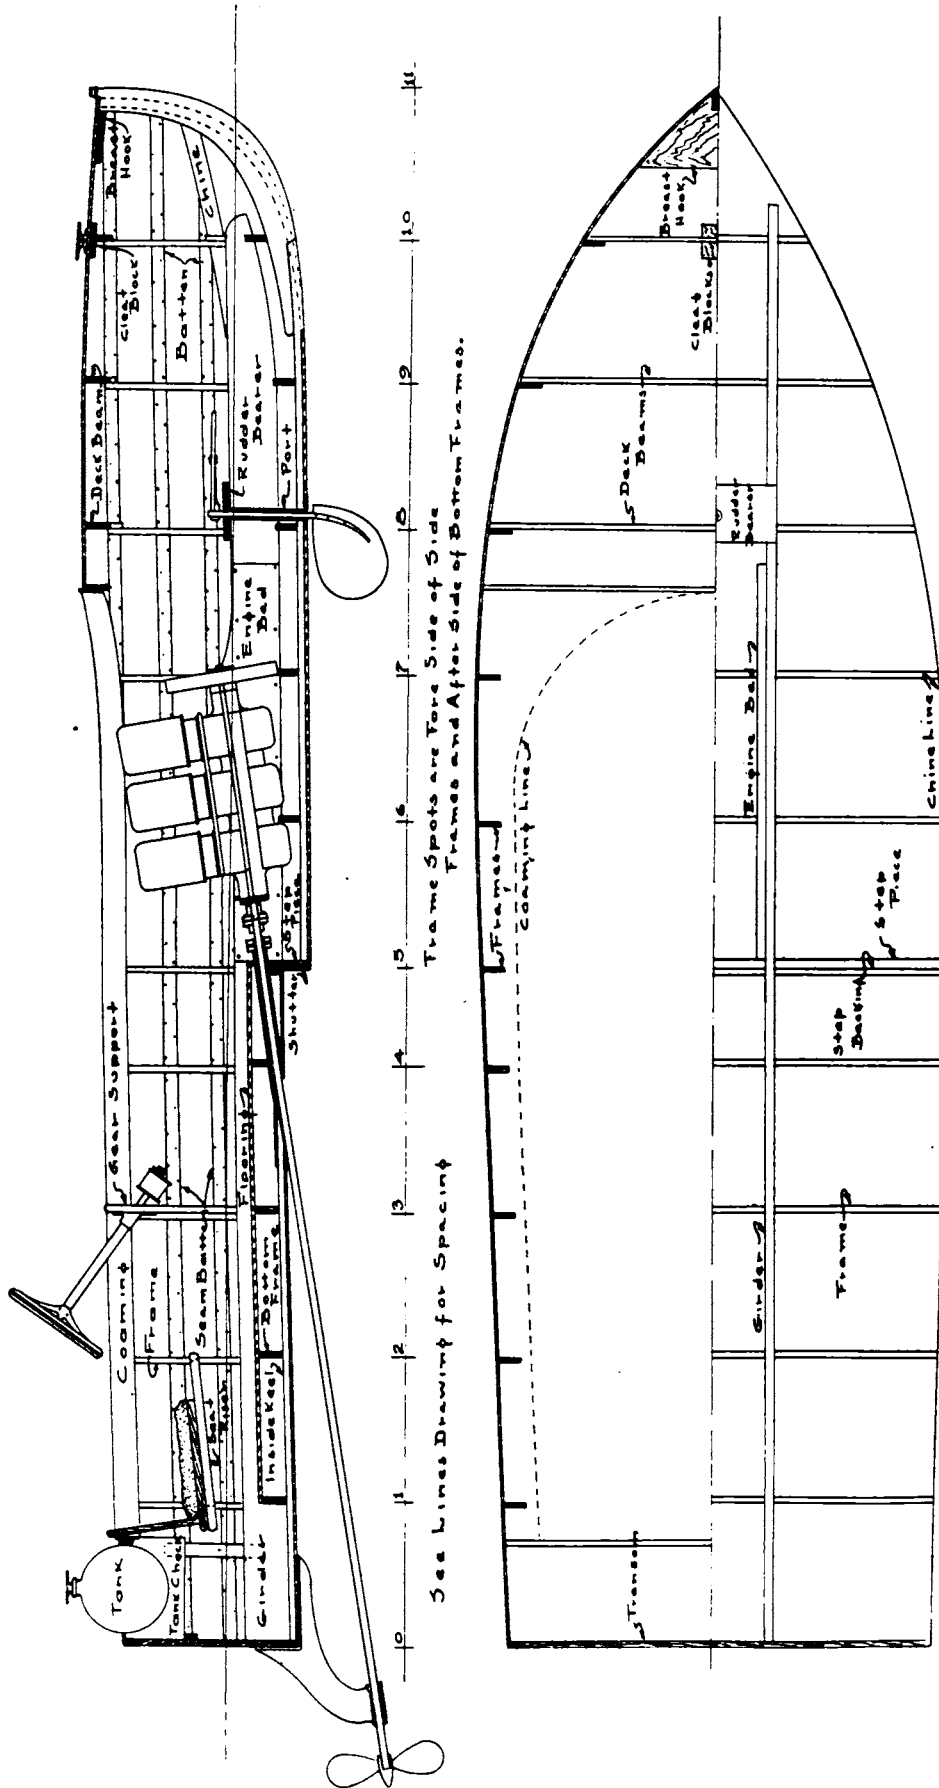 Tank
Tank Chock
Girder
Coaming
Gear Support
Frame
Seam Batten
Seat
Riser
Inside Keel
Bottom
Frame
Flooring
Shutter
Step
Piece
Engine
Bed
Port
Rudder
Bearer
Deck Beam
Batten
Cleat
Block
Chine
Breast
Hook
0 1 2 3 4 5 6 7 8 9 10 11
See Lines Drawing for Spacing
Frame Spots are Fore Side of Side
Frames and After Side of Bottom Frames.
Transom
Frames
Coaming Line
Deck
Beams
Cleat
Blocks
Breast
Hook
Rudder
Bearer
Engine Bed
Girder
Frame
Step
Backing
Step
Piece
Chine Line